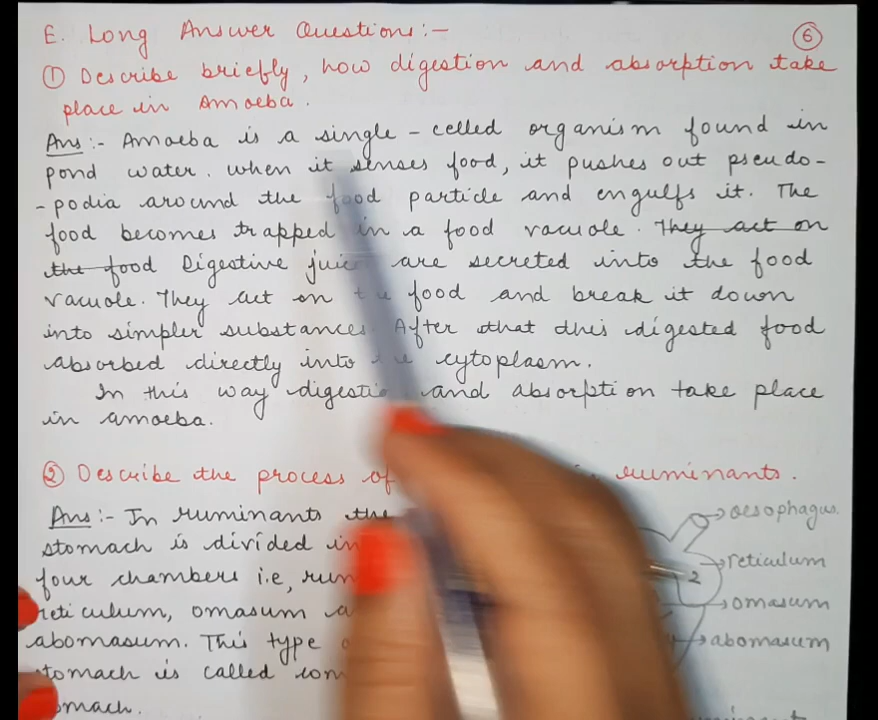 E. Long Answer Questions:-
6
① Describe briefly, how digestion and absorption take
place in Amoeba.
Ans:- Amoeba is a single-celled organism found in
pond water. when it senses food, it pushes out pseudo-
-podia around the food particle and engulfs it. The
food becomes trapped in a food vacuole. They act on
the food Digestive juice are secreted into the food
vacuole. They act on the food and break it down
into simpler substances After that this digested food
absorbed directly into the cytoplasm.
In this way digestion and absorption take place
in amoeba.
② Describe the process of ruminants.
Ans:- In ruminants the
oesophagus
stomach is divided in
reticulum
four chambers i.e,
2
reticulum, omasum
omasum
abomasum. This type
abomasum
stomach is called